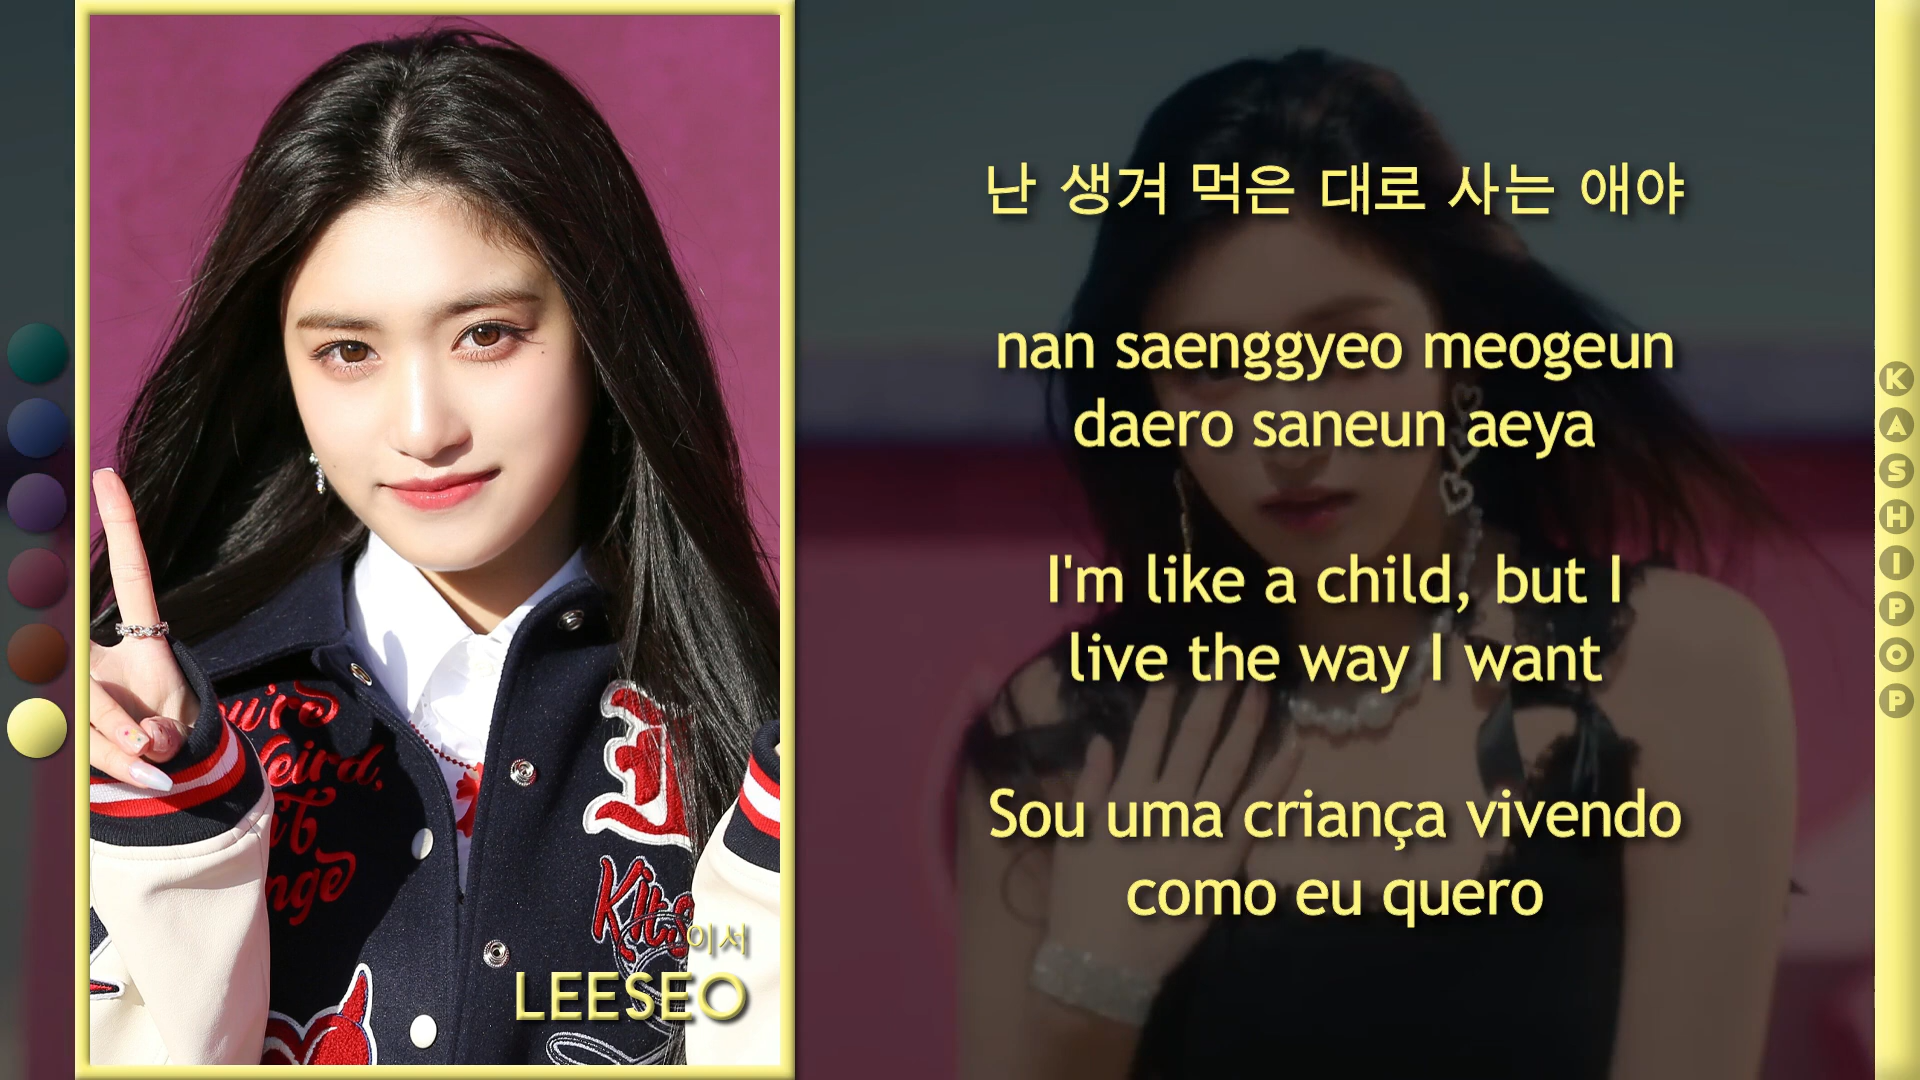 이서
LEESEO
난 생겨 먹은 대로 사는 애야
nan saenggyeo meogeun
daero saneun aeya
I'm like a child, but I
live the way I want
Sou uma criança vivendo
como eu quero
KASHIPOP